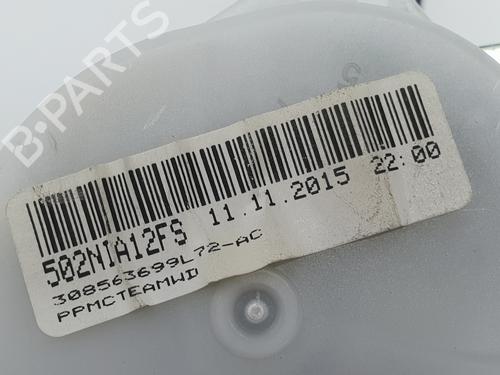 B-PARTS
502NIA12FS 11.11.2015 22:00
308563699L72-AC
PPMCTEAMWD